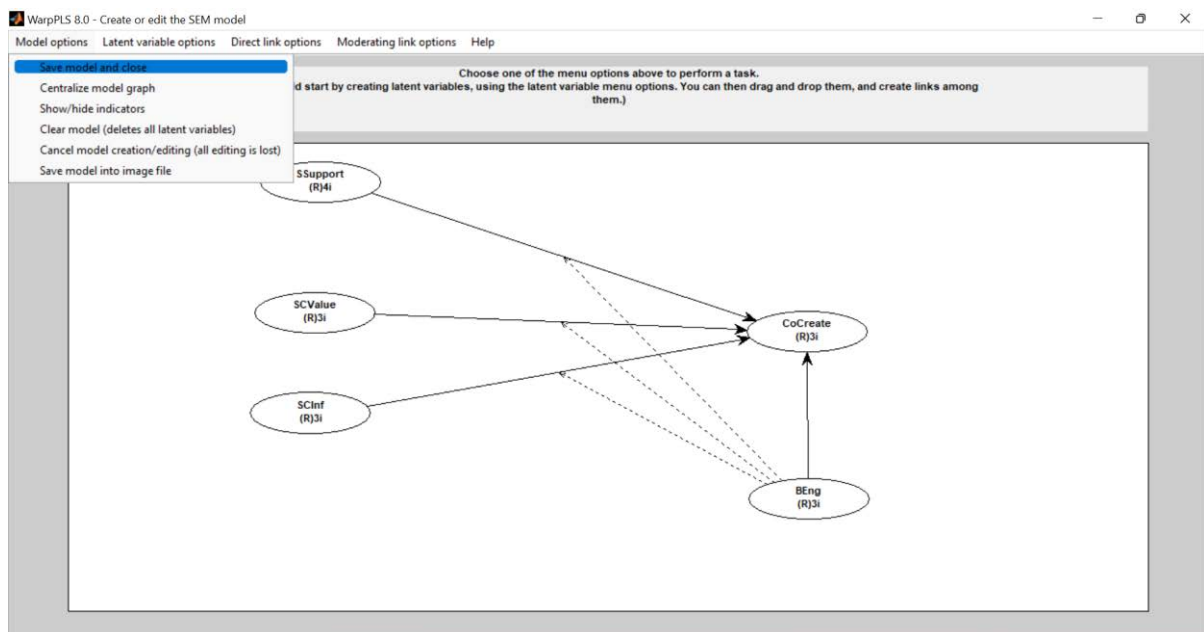 WarpPLS 8.0 - Create or edit the SEM model
Model options Latent variable options Direct link options Moderating link options Help
Save model and close
Centralize model graph
Show/hide indicators
Clear model (deletes all latent variables)
Cancel model creation/editing (all editing is lost)
Save model into image file
Choose one of the menu options above to perform a task.
d start by creating latent variables, using the latent variable menu options. You can then drag and drop them, and create links among
them.)
SSupport
(R)4i
SCValue
(R)3i
SCInf
(R)3i
CoCreate
(R)3i
BEng
(R)3i